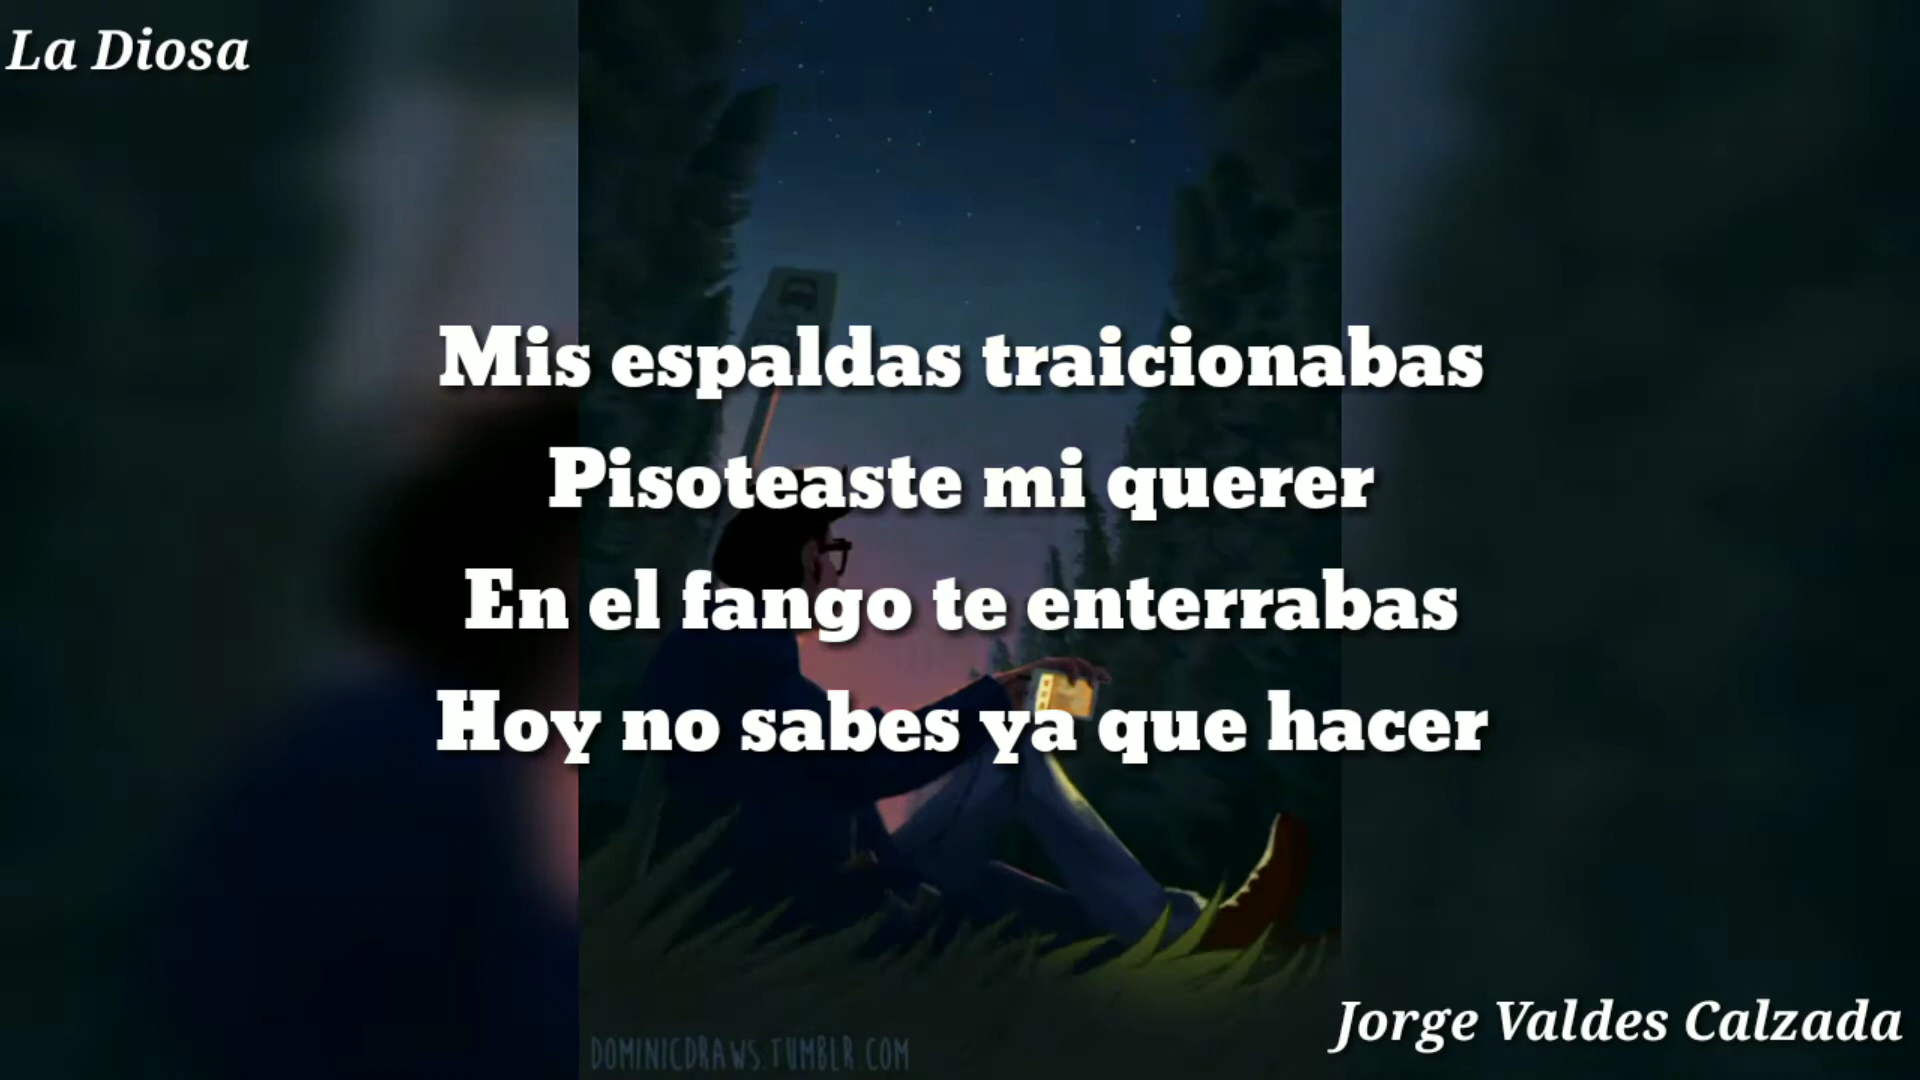 La Diosa
Mis espaldas traicionabas
Pisoteaste mi querer
En el fango te enterrabas
Hoy no sabes ya que hacer
Jorge Valdes Calzada
DOMINICDRAWS.TUMBLR.COM